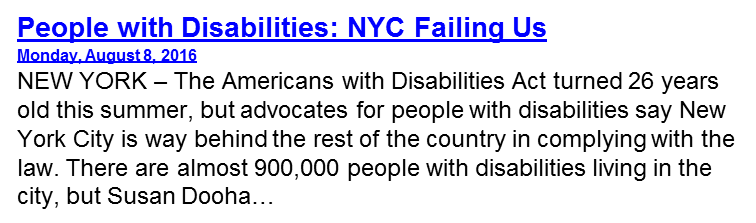 People with Disabilities: NYC Failing Us
Monday, August 8, 2016
NEW YORK – The Americans with Disabilities Act turned 26 years
old this summer, but advocates for people with disabilities say New
York City is way behind the rest of the country in complying with the
law. There are almost 900,000 people with disabilities living in the
city, but Susan Dooha…